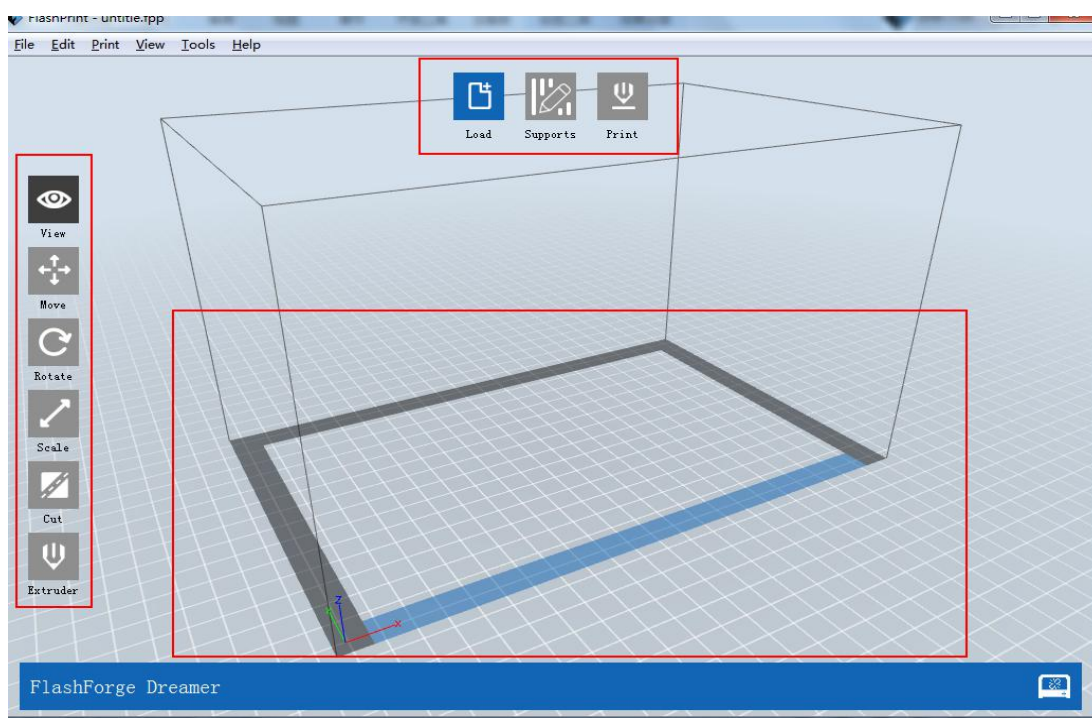 FlashPrint - untitle.fpp
File Edit Print View Tools Help
Load Supports Print
View
Move
Rotate
Scale
Cut
Extruder
Z
X
FlashForge Dreamer